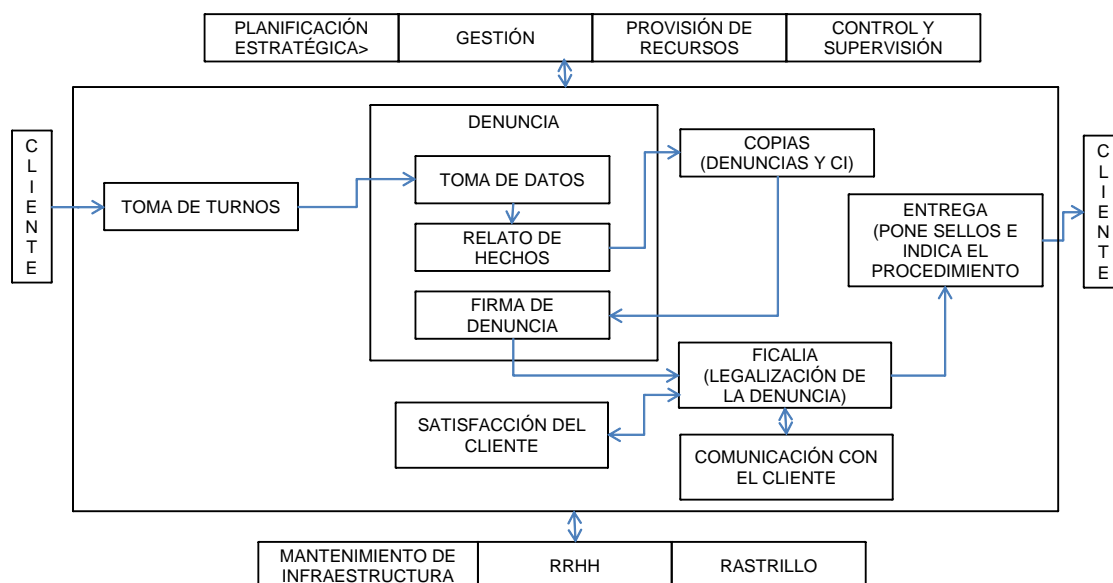 PLANIFICACIÓN
ESTRATÉGICA>
GESTIÓN
PROVISIÓN DE
RECURSOS
CONTROL Y
SUPERVISIÓN
CLIENTE
TOMA DE TURNOS
DENUNCIA
TOMA DE DATOS
RELATO DE
HECHOS
FIRMA DE
DENUNCIA
COPIAS
(DENUNCIAS Y CI)
ENTREGA
(PONE SELLOS E
INDICA EL
PROCEDIMIENTO
CLIENTE
FICALIA
(LEGALIZACIÓN DE
LA DENUNCIA)
SATISFACCIÓN DEL
CLIENTE
COMUNICACIÓN CON
EL CLIENTE
MANTENIMIENTO DE
INFRAESTRUCTURA
RRHH
RASTRILLO